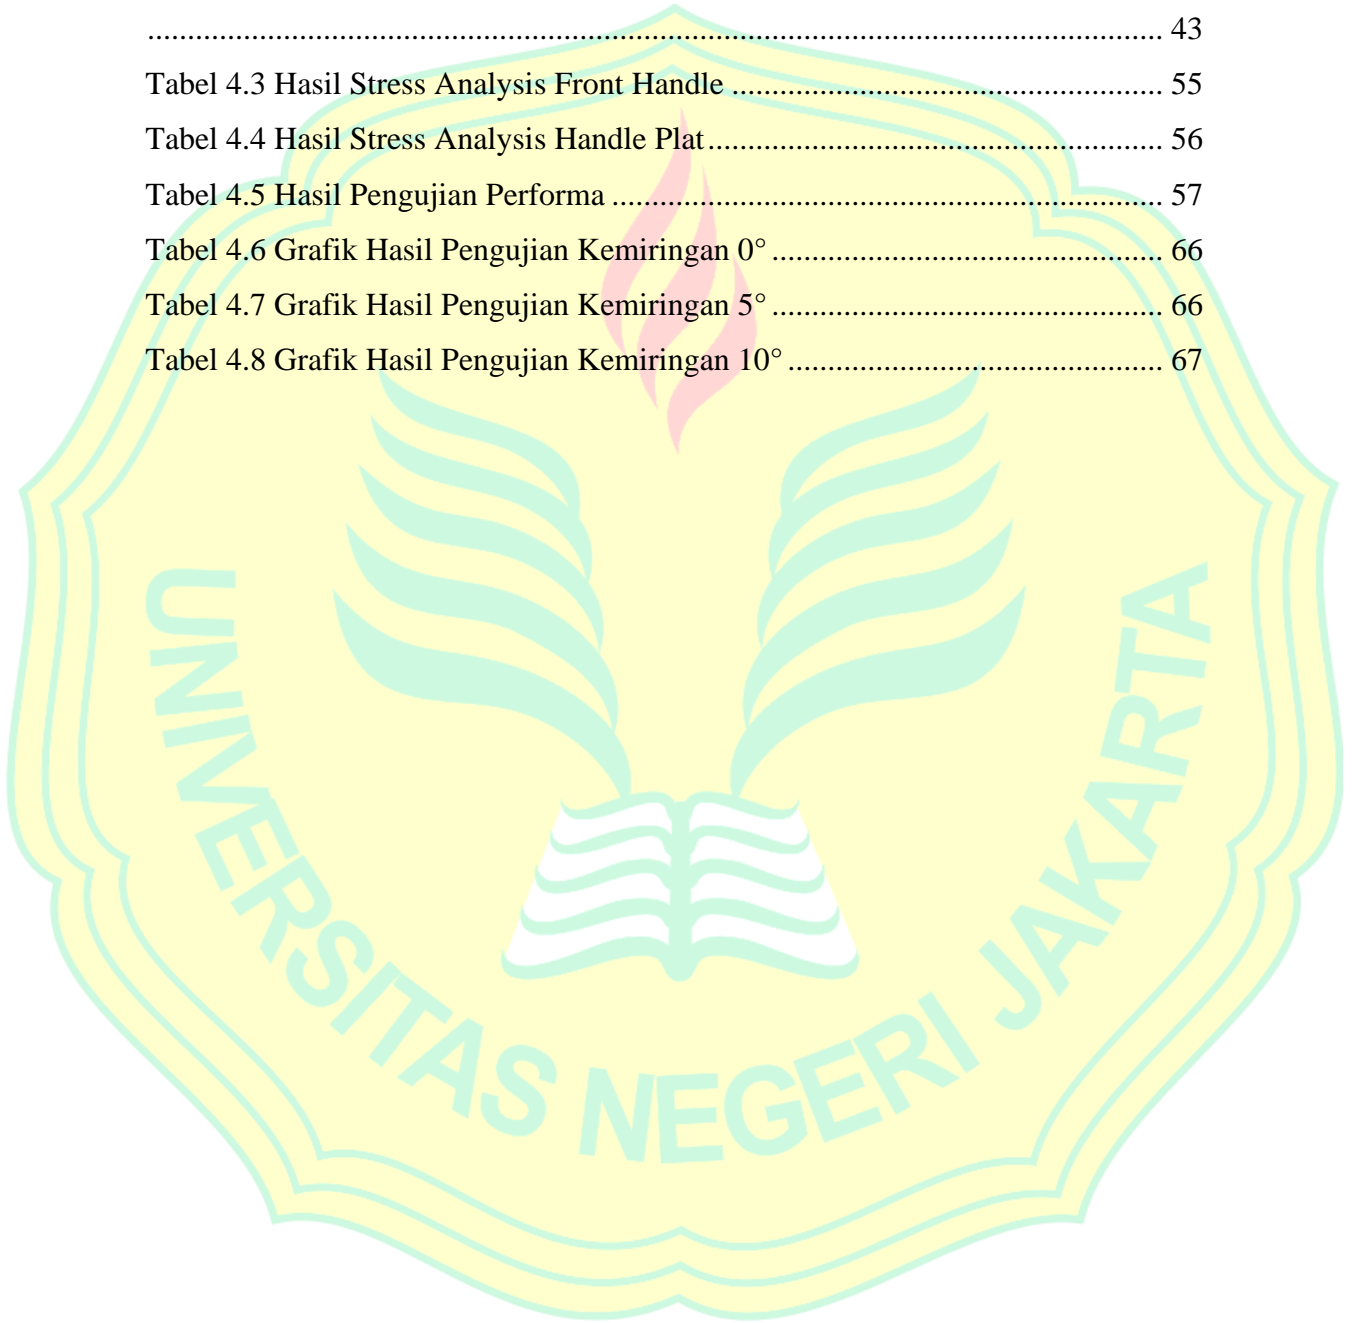 ........................................................................................................................ 43
Tabel 4.3 Hasil Stress Analysis Front Handle ...................................................... 55
Tabel 4.4 Hasil Stress Analysis Handle Plat ......................................................... 56
Tabel 4.5 Hasil Pengujian Performa ..................................................................... 57
Tabel 4.6 Grafik Hasil Pengujian Kemiringan 0° ................................................. 66
Tabel 4.7 Grafik Hasil Pengujian Kemiringan 5° ................................................. 66
Tabel 4.8 Grafik Hasil Pengujian Kemiringan 10° ............................................... 67
UNIVERSITAS NEGERI JAKARTA